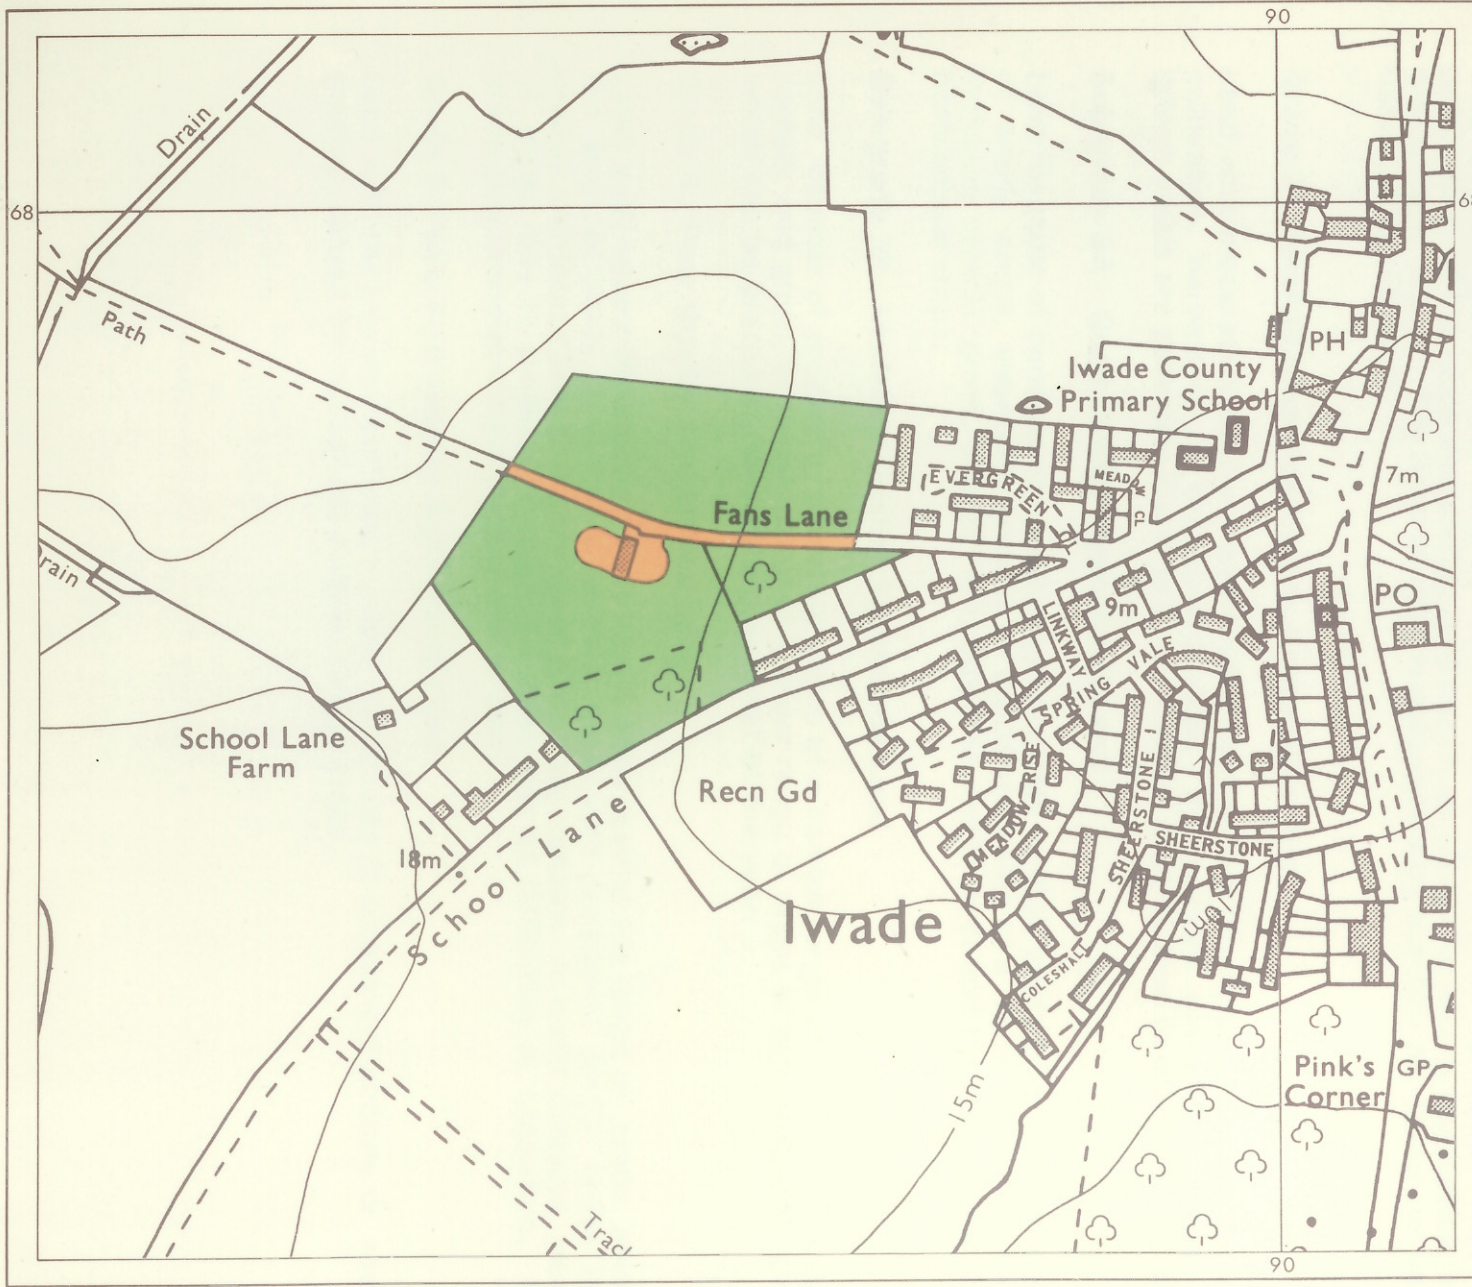 90
Drain
68
68
Path
PH
Iwade County
Primary School
EVERGREEN
MEADOW CL
7m
Fans Lane
Drain
PO
LINKWAY
9m
SPRING VALE
School Lane
Farm
Recn Gd
MEADOW RISE
SHEERSTONE
SHEERSTONE
18m
School Lane
Iwade
10m
COLESHALL
15m
Pink's
Corner
GP
Track
90